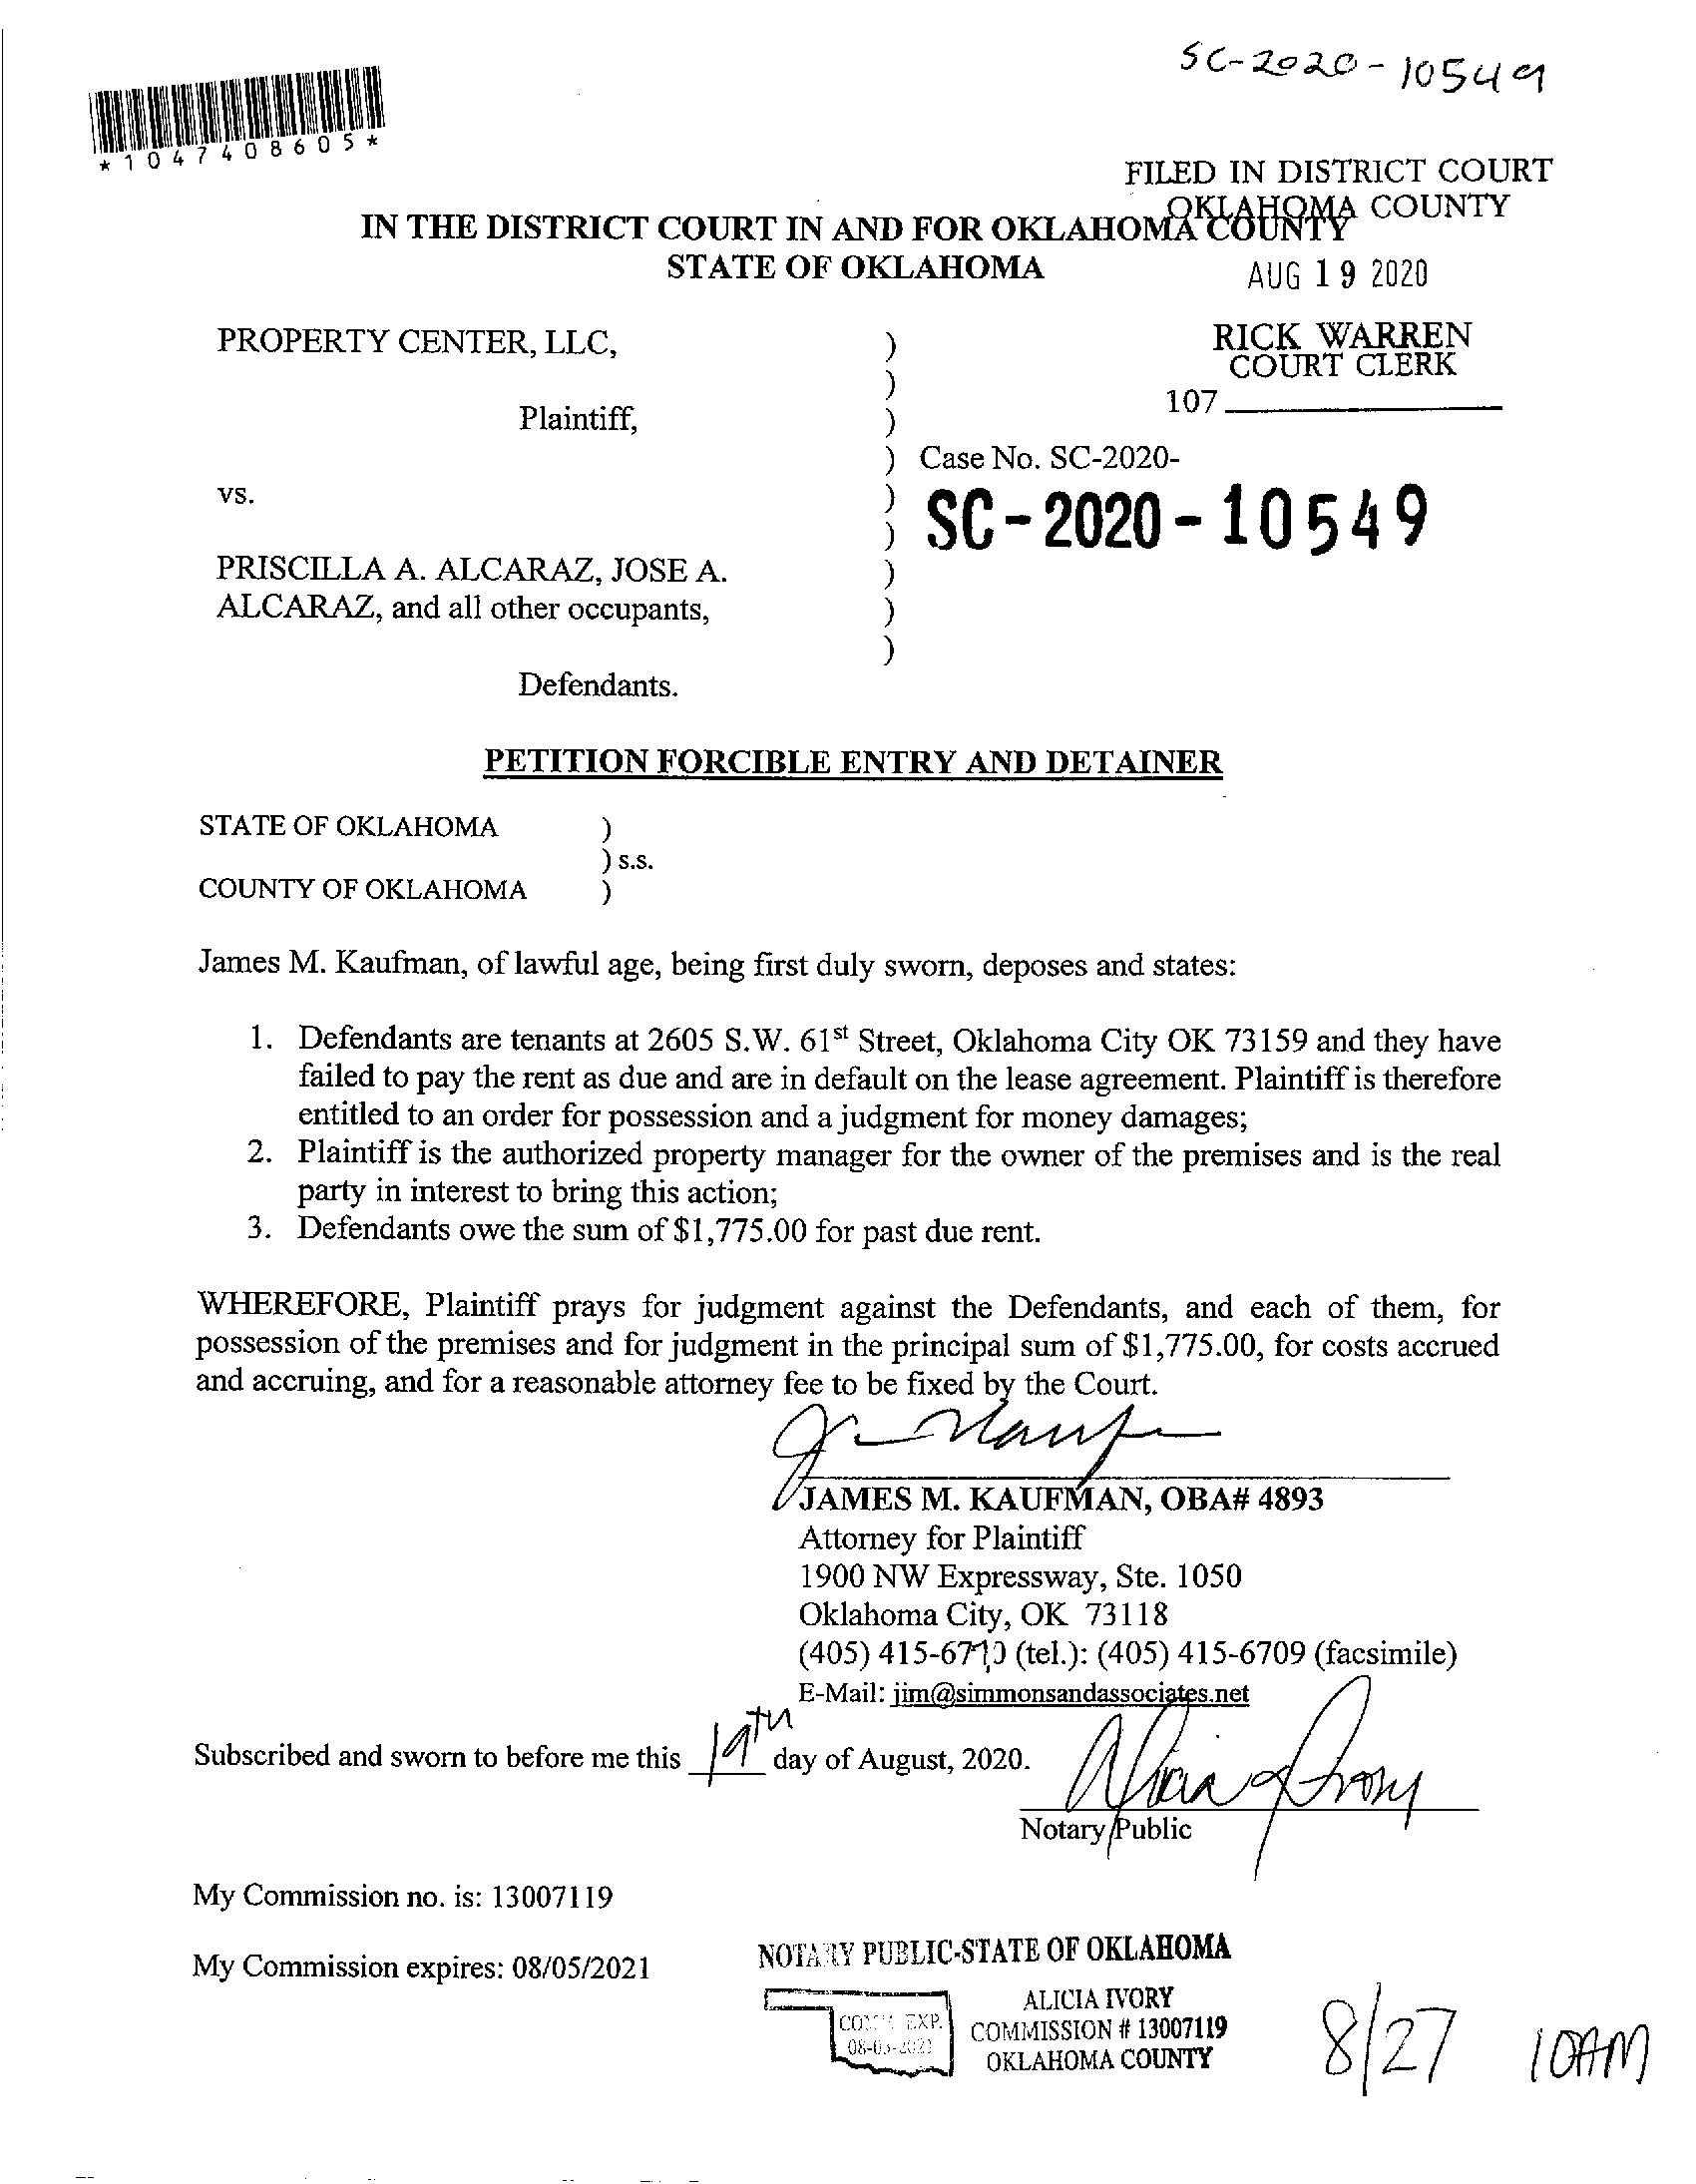 SC-2020-10549
*1047408605*
FILED IN DISTRICT COURT
OKLAHOMA COUNTY
IN THE DISTRICT COURT IN AND FOR OKLAHOMA COUNTY
STATE OF OKLAHOMA
AUG 19 2020
PROPERTY CENTER, LLC, )
RICK WARREN
COURT CLERK
)
107
Plaintiff, )
) Case No. SC-2020-
vs. )
SC-2020-10549
)
PRISCILLA A. ALCARAZ, JOSE A. )
ALCARAZ, and all other occupants, )
)
Defendants.
PETITION FORCIBLE ENTRY AND DETAINER
STATE OF OKLAHOMA )
) s.s.
COUNTY OF OKLAHOMA )
James M. Kaufman, of lawful age, being first duly sworn, deposes and states:
1. Defendants are tenants at 2605 S.W. 61st Street, Oklahoma City OK 73159 and they have
failed to pay the rent as due and are in default on the lease agreement. Plaintiff is therefore
entitled to an order for possession and a judgment for money damages;
2. Plaintiff is the authorized property manager for the owner of the premises and is the real
party in interest to bring this action;
3. Defendants owe the sum of $1,775.00 for past due rent.
WHEREFORE, Plaintiff prays for judgment against the Defendants, and each of them, for
possession of the premises and for judgment in the principal sum of $1,775.00, for costs accrued
and accruing, and for a reasonable attorney fee to be fixed by the Court.
JAMES M. KAUFMAN, OBA# 4893
Attorney for Plaintiff
1900 NW Expressway, Ste. 1050
Oklahoma City, OK 73118
(405) 415-6710 (tel.): (405) 415-6709 (facsimile)
E-Mail: jim@simmonsandassociates.net
Subscribed and sworn to before me this 19th day of August, 2020.
Notary Public
My Commission no. is: 13007119
My Commission expires: 08/05/2021
NOTARY PUBLIC-STATE OF OKLAHOMA
ALICIA IVORY
COMM. EXP.
COMMISSION # 13007119
OKLAHOMA COUNTY
8/27 10AM